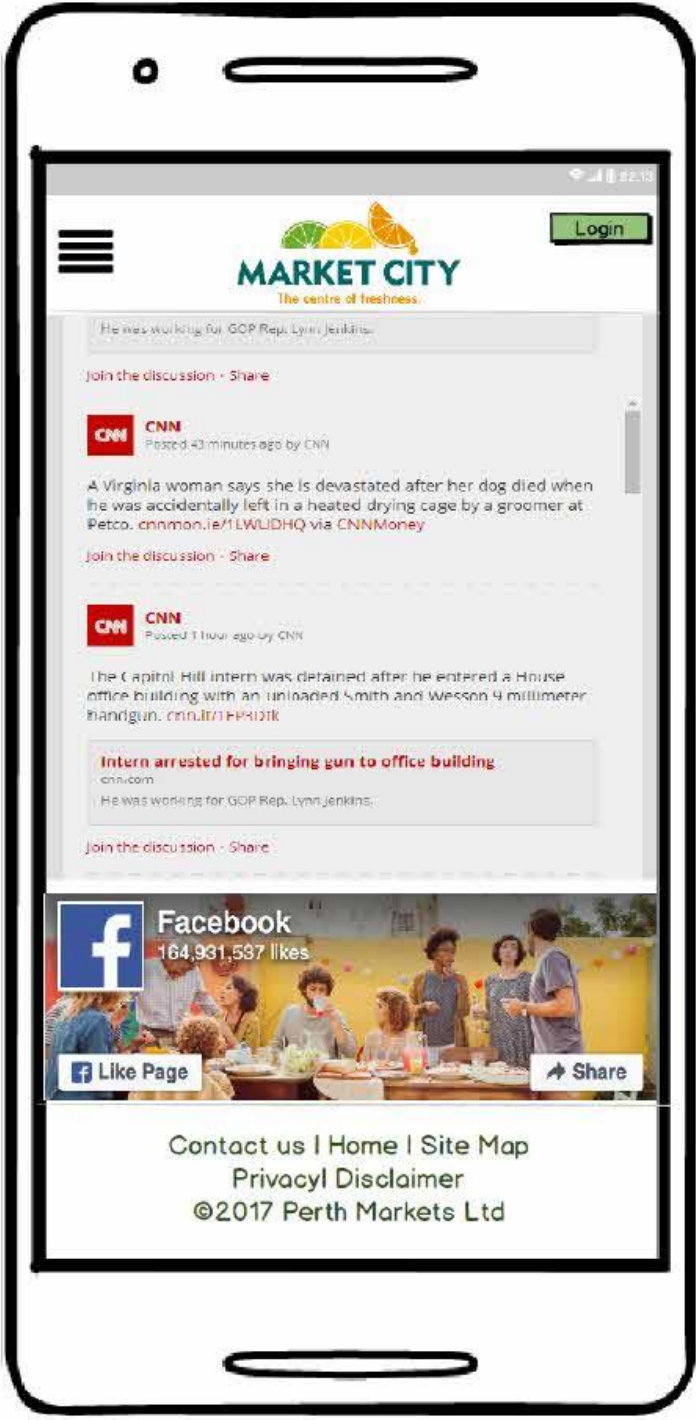 22:13
Login
MARKET CITY
The centre of freshness.
He was working for GOP Rep. Lynn Jenkins.
Join the discussion · Share
CNN
CNN
Posted 43 minutes ago by CNN
A Virginia woman says she is devastated after her dog died when
he was accidentally left in a heated drying cage by a groomer at
Petco. cnnmon.ie/1LWUDHQ via CNNMoney
Join the discussion · Share
CNN
CNN
Posted 1 hour ago by CNN
The Capitol Hill intern was detained after he entered a House
office building with an unloaded Smith and Wesson 9 millimeter
handgun.
Intern arrested for bringing gun to office building
cnn.com
He was working for GOP Rep. Lynn Jenkins.
Join the discussion · Share
f
Facebook
164,931,537 likes
f Like Page
Share
Contact us | Home | Site Map
Privacy| Disclaimer
©2017 Perth Markets Ltd